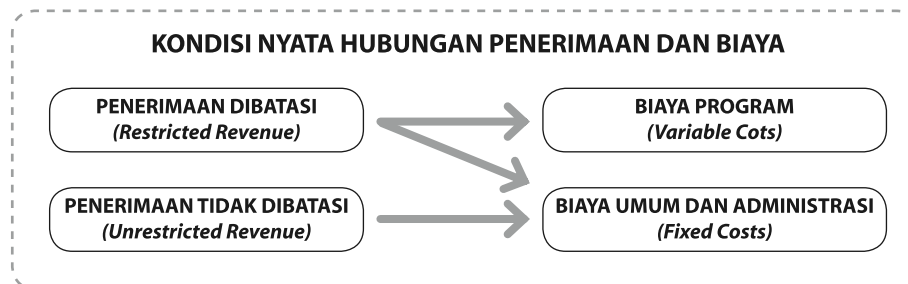 KONDISI NYATA HUBUNGAN PENERIMAAN DAN BIAYA
PENERIMAAN DIBATASI
(Restricted Revenue)
BIAYA PROGRAM
(Variable Cots)
PENERIMAAN TIDAK DIBATASI
(Unrestricted Revenue)
BIAYA UMUM DAN ADMINISTRASI
(Fixed Costs)